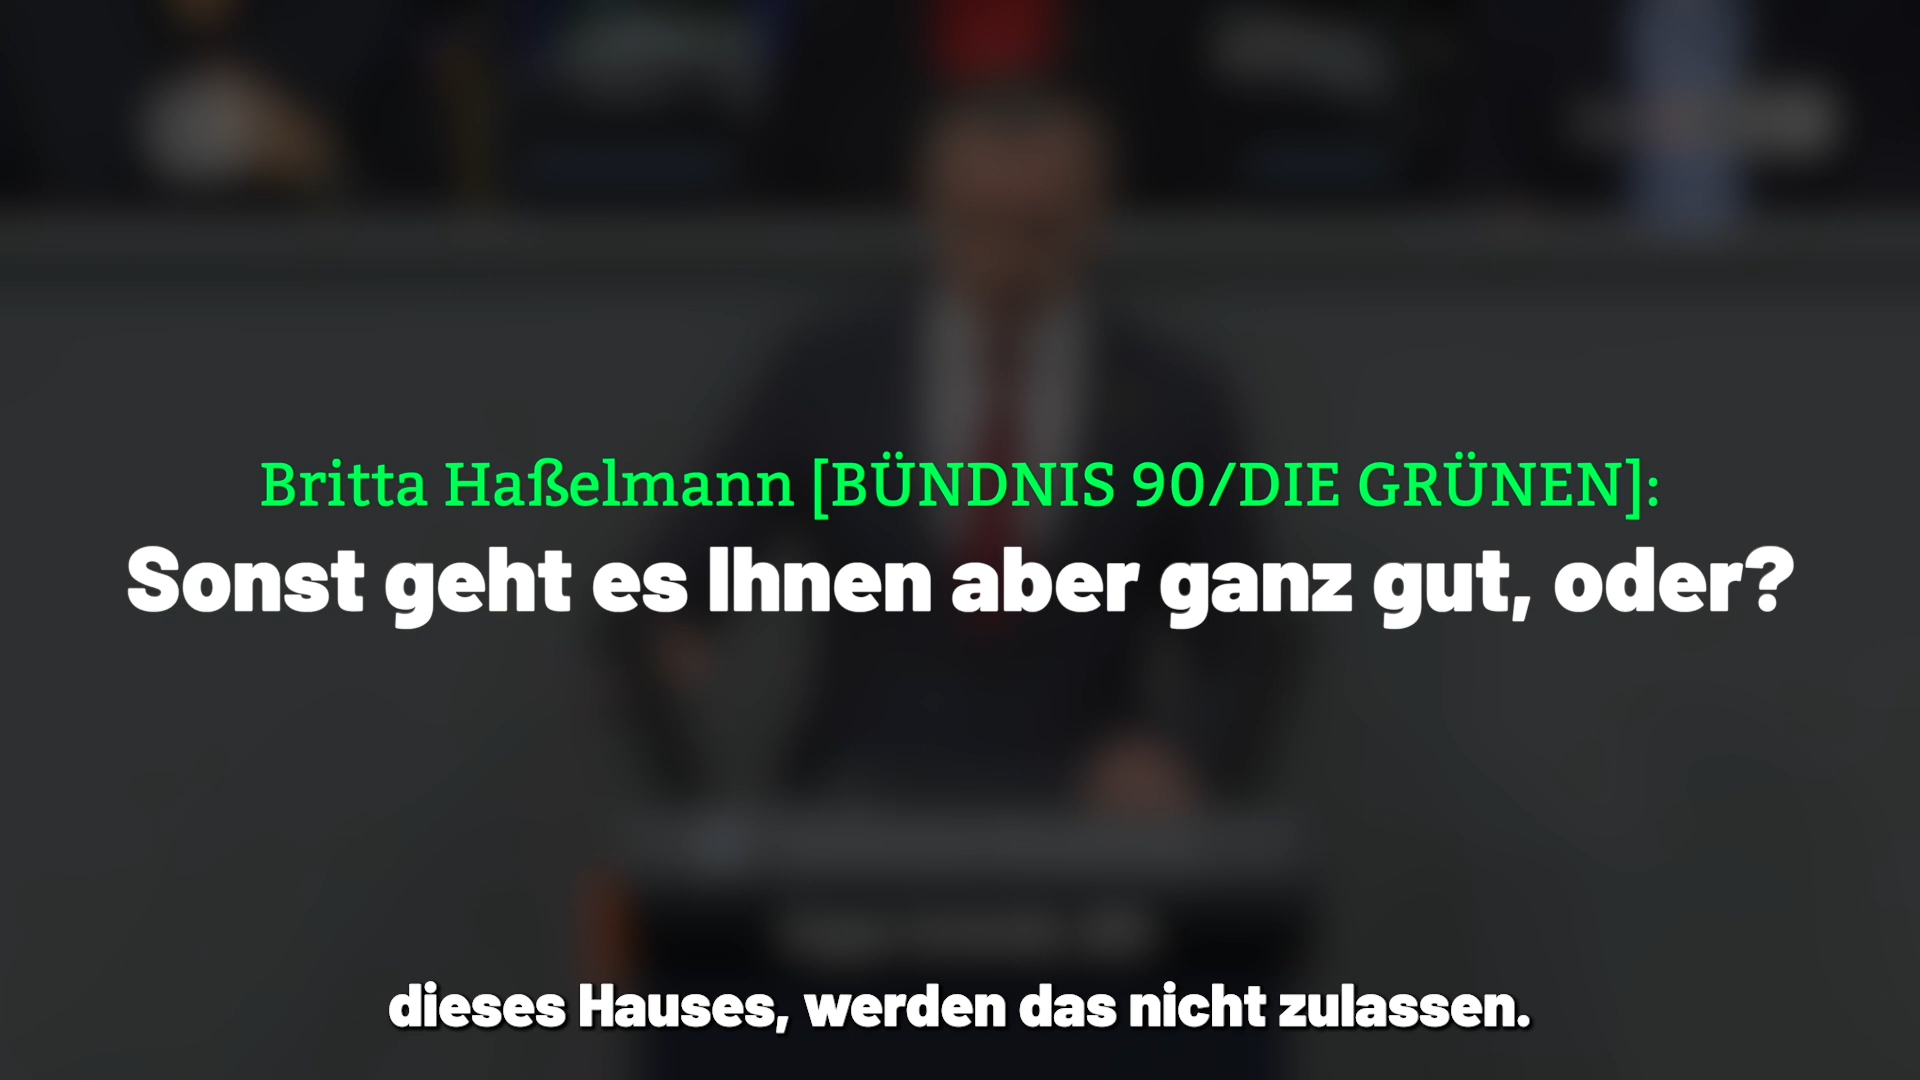 Britta Haßelmann [BÜNDNIS 90/DIE GRÜNEN]:
Sonst geht es Ihnen aber ganz gut, oder?
dieses Hauses, werden das nicht zulassen.